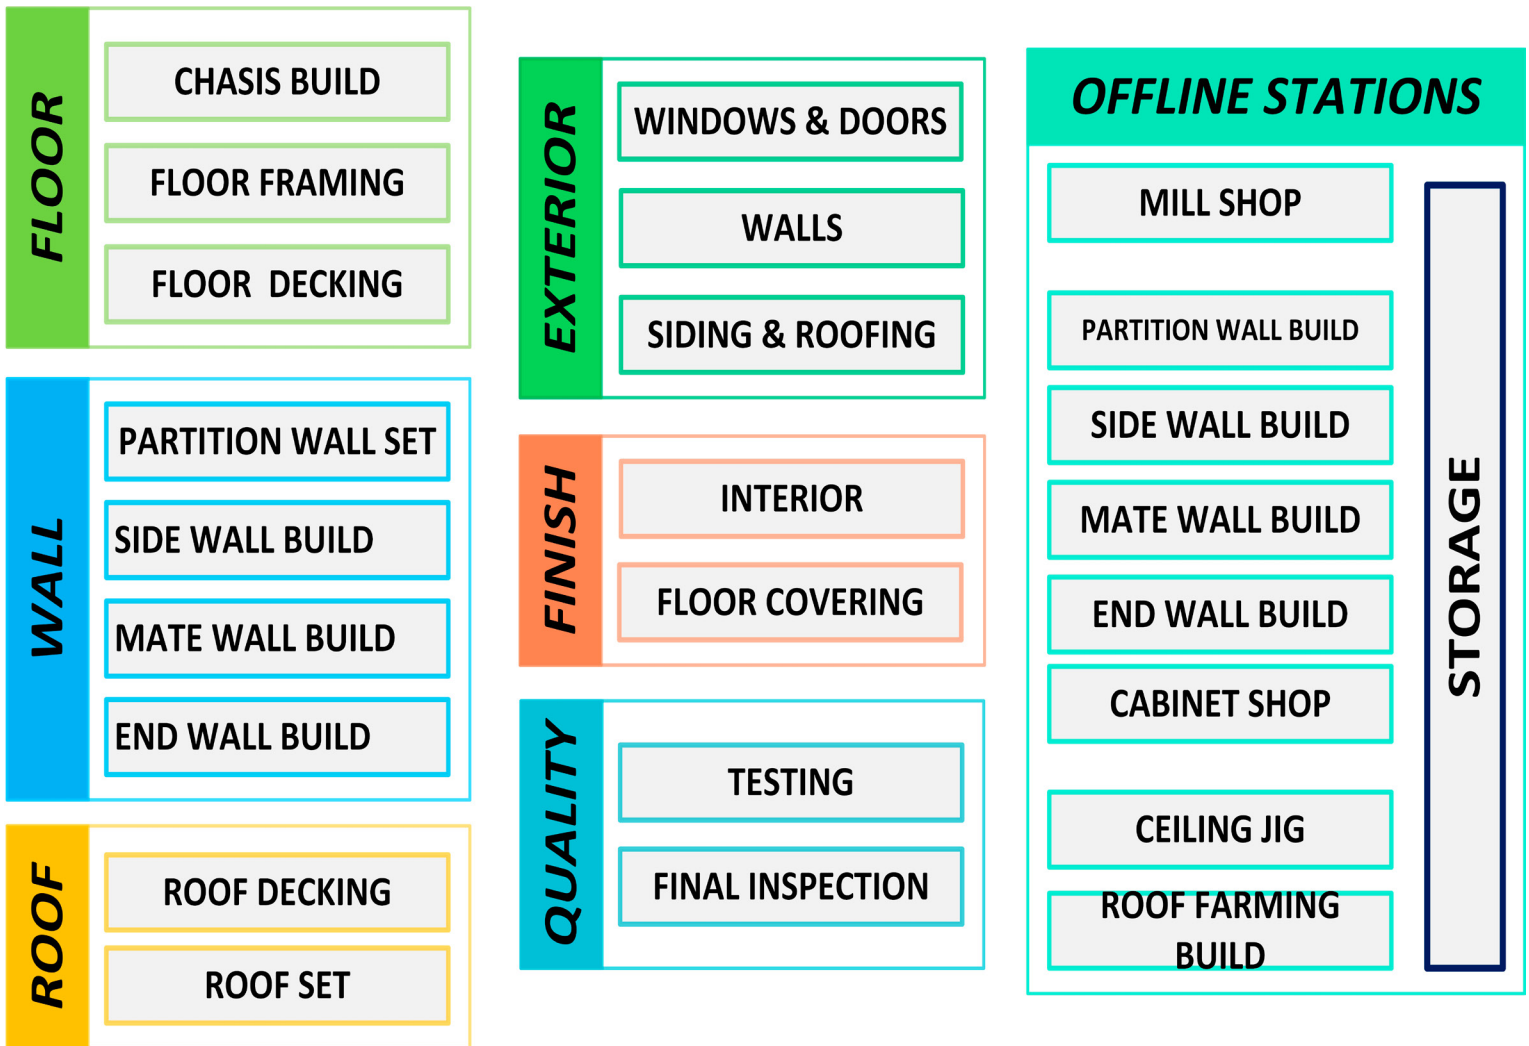 FLOOR
CHASIS BUILD
FLOOR FRAMING
FLOOR DECKING
WALL
PARTITION WALL SET
SIDE WALL BUILD
MATE WALL BUILD
END WALL BUILD
ROOF
ROOF DECKING
ROOF SET
EXTERIOR
WINDOWS & DOORS
WALLS
SIDING & ROOFING
FINISH
INTERIOR
FLOOR COVERING
QUALITY
TESTING
FINAL INSPECTION
OFFLINE STATIONS
MILL SHOP
PARTITION WALL BUILD
SIDE WALL BUILD
MATE WALL BUILD
END WALL BUILD
CABINET SHOP
CEILING JIG
ROOF FARMING
BUILD
STORAGE